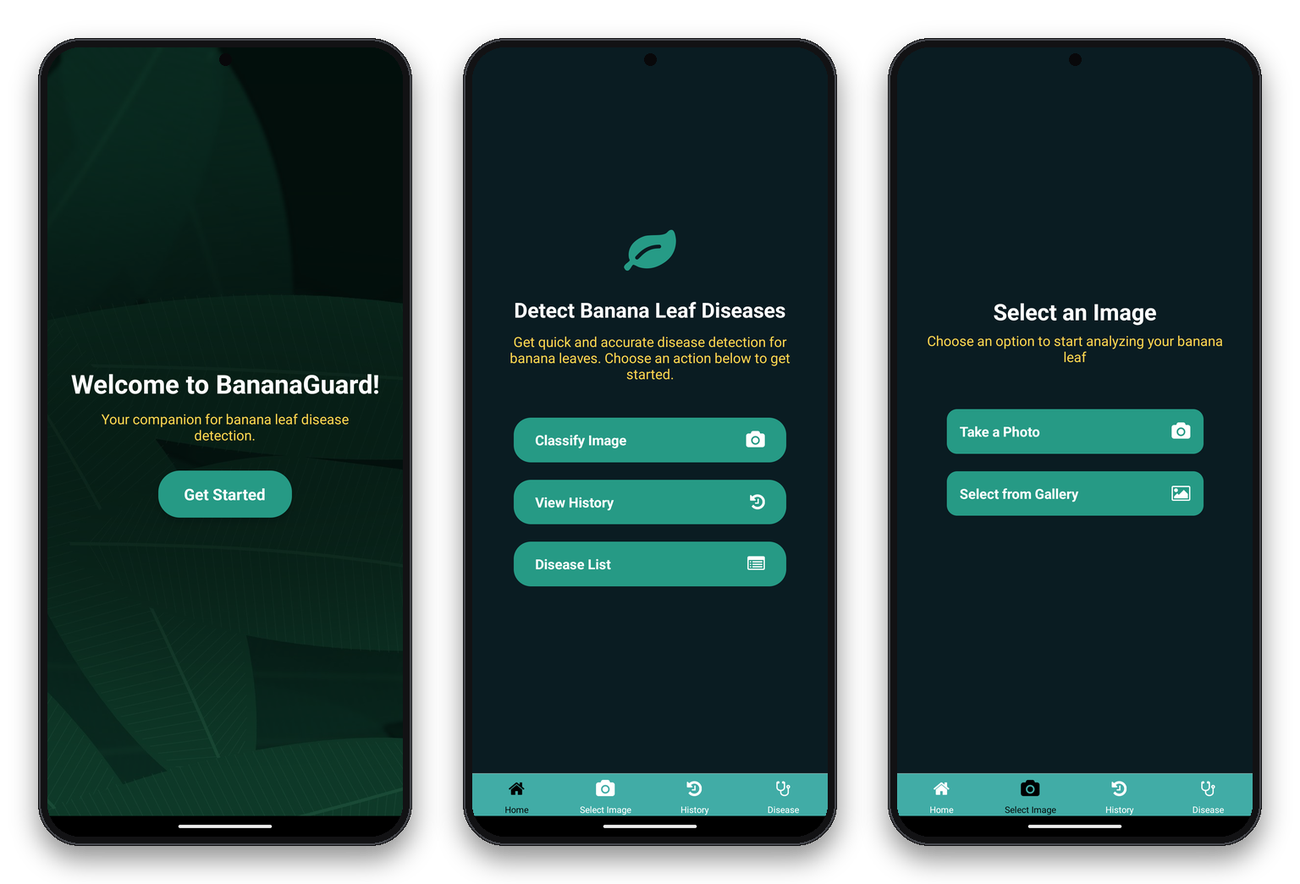 Welcome to BananaGuard!
Your companion for banana leaf disease
detection.
Get Started
Detect Banana Leaf Diseases
Get quick and accurate disease detection for
banana leaves. Choose an action below to get
started.
Classify Image
View History
Disease List
Home
Select Image
History
Disease
Select an Image
Choose an option to start analyzing your banana
leaf
Take a Photo
Select from Gallery
Home
Select Image
History
Disease